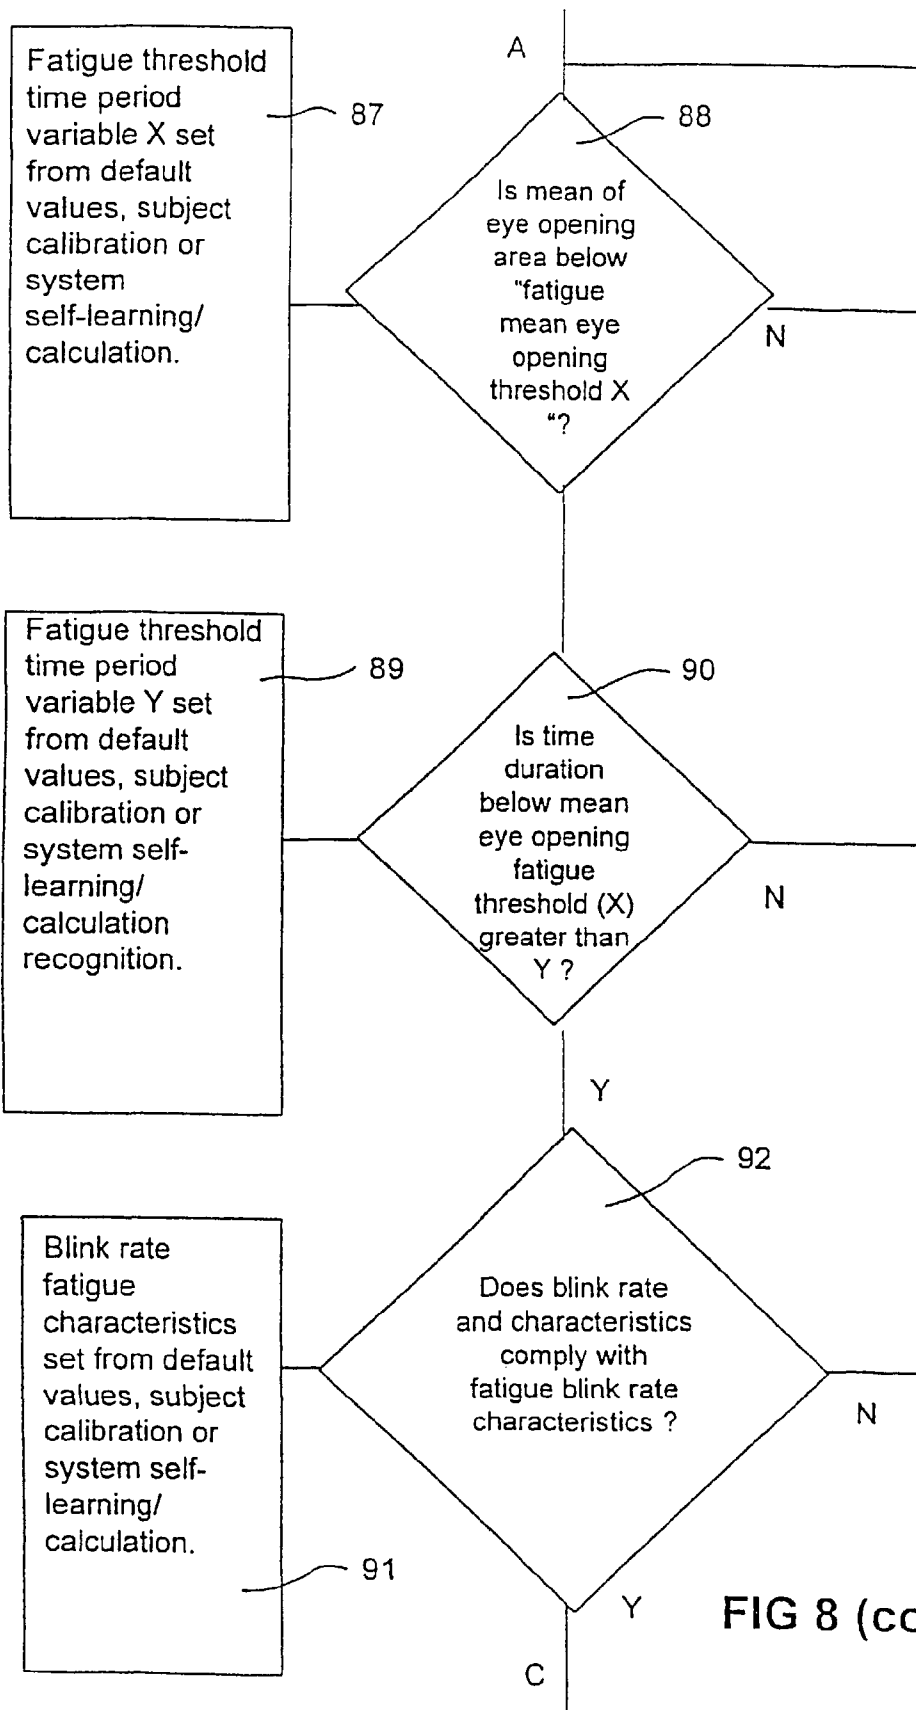 A
Fatigue threshold
time period
variable X set
from default
values, subject
calibration or
system
self-learning/
calculation.
87
88
Is mean of
eye opening
area below
"fatigue
mean eye
opening
threshold X
"?
N
Fatigue threshold
time period
variable Y set
from default
values, subject
calibration or
system self-
learning/
calculation
recognition.
89
90
Is time
duration
below mean
eye opening
fatigue
threshold (X)
greater than
Y ?
N
Y
Blink rate
fatigue
characteristics
set from default
values, subject
calibration or
system self-
learning/
calculation.
91
92
Does blink rate
and characteristics
comply with
fatigue blink rate
characteristics ?
N
Y
C
FIG 8 (co